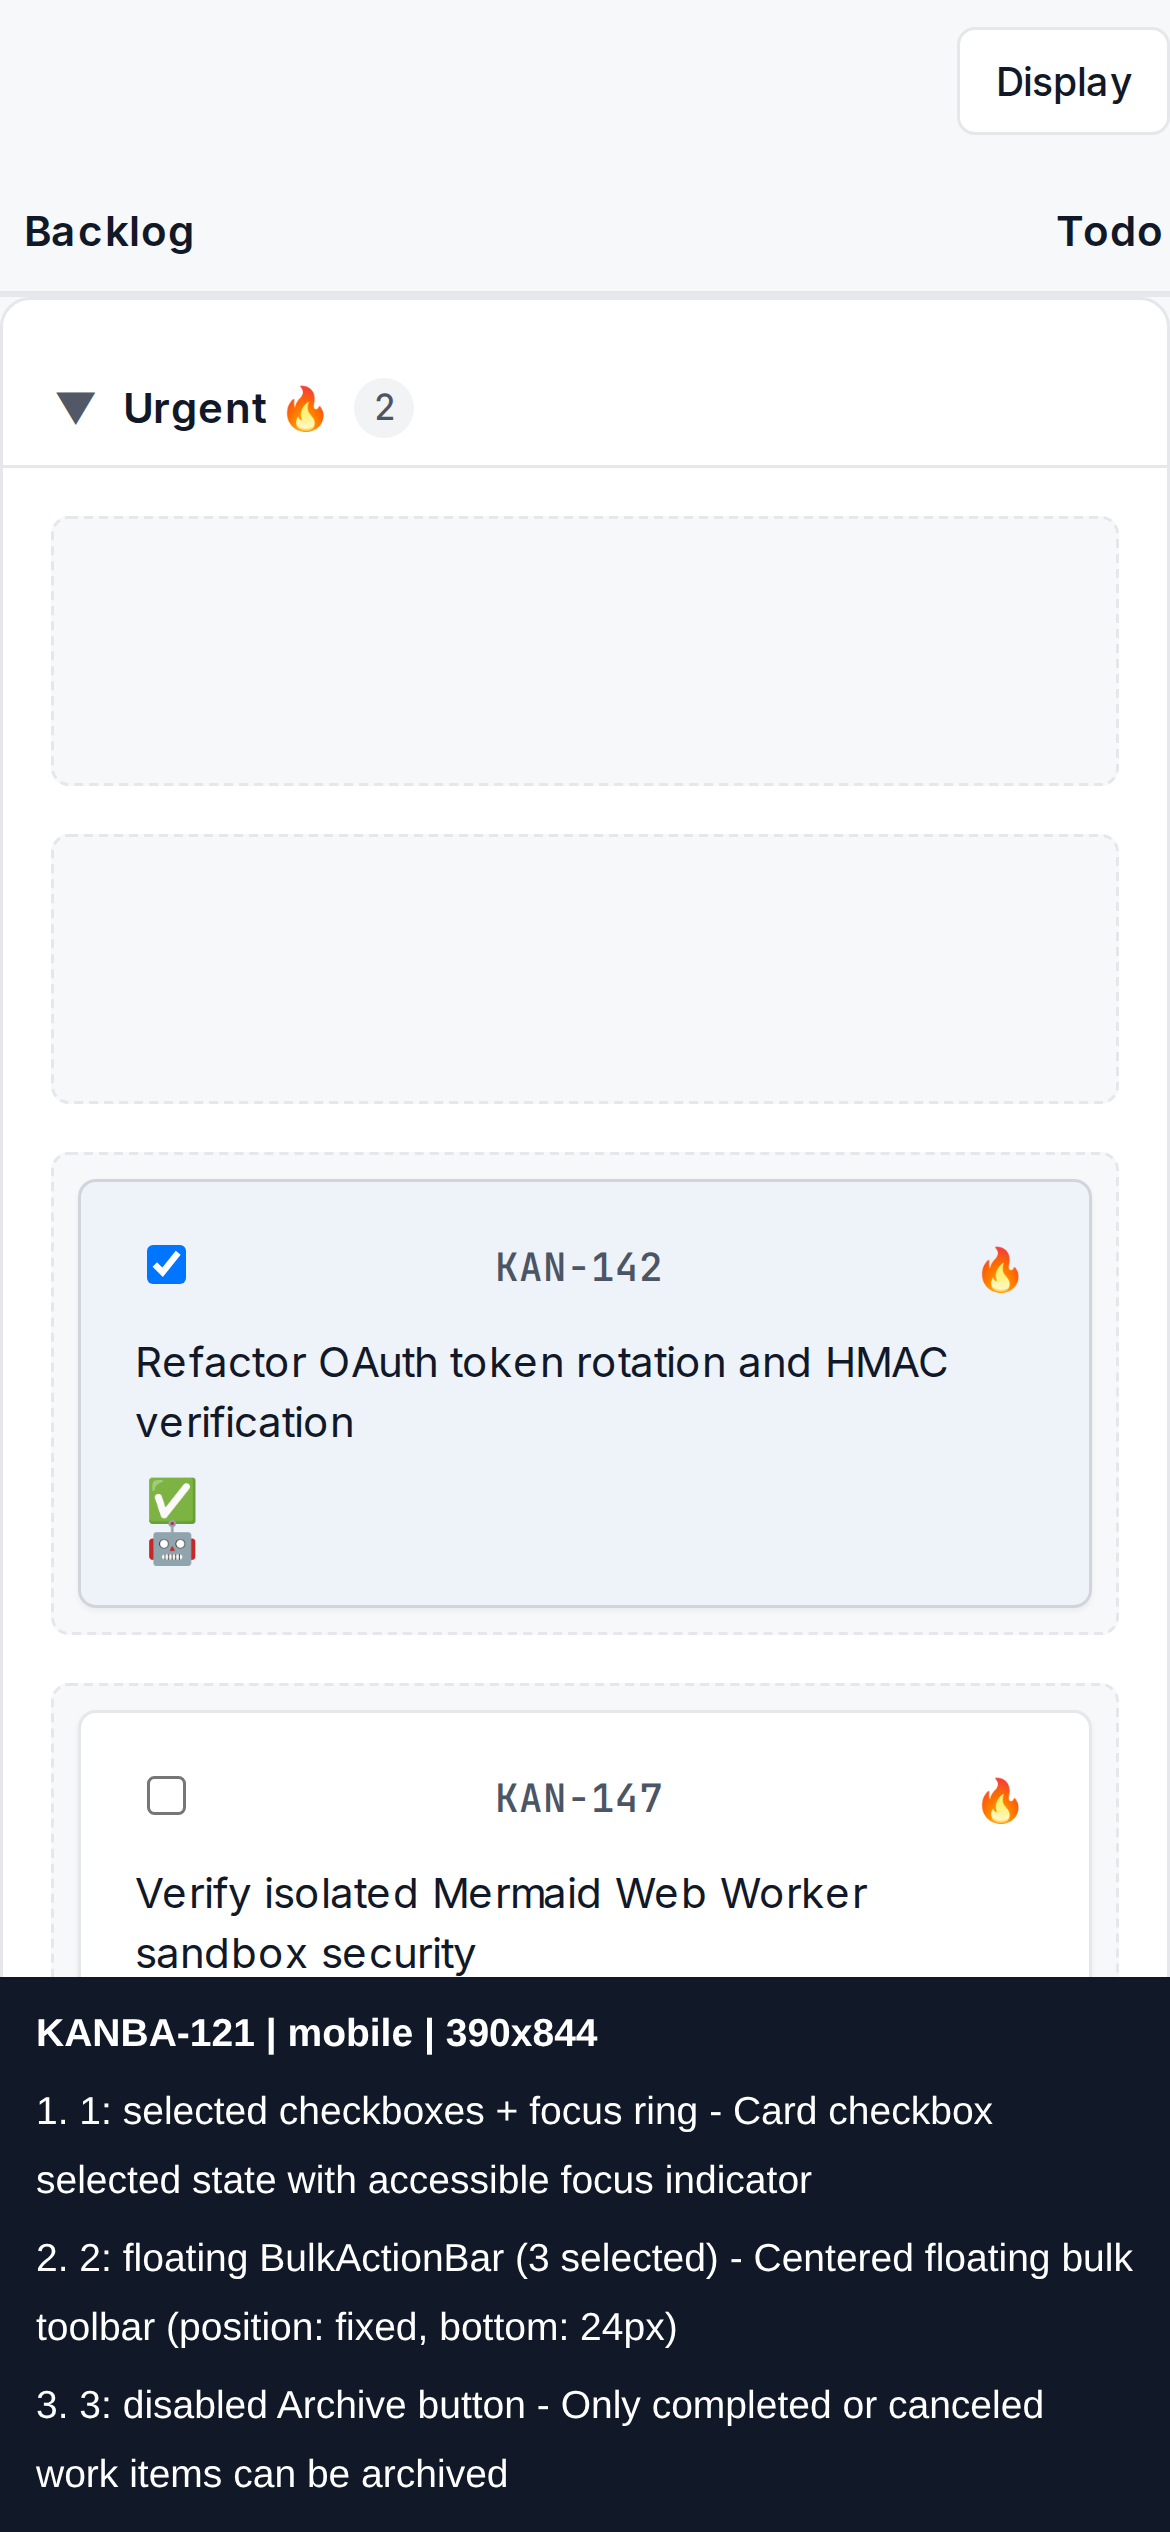 Display
Backlog Todo
▼ Urgent 🔥 2
KAN-142 🔥
Refactor OAuth token rotation and HMAC
verification
✅
🤖
KAN-147 🔥
Verify isolated Mermaid Web Worker
sandbox security
KANBA-121 | mobile | 390x844
1. 1: selected checkboxes + focus ring - Card checkbox
selected state with accessible focus indicator
2. 2: floating BulkActionBar (3 selected) - Centered floating bulk
toolbar (position: fixed, bottom: 24px)
3. 3: disabled Archive button - Only completed or canceled
work items can be archived